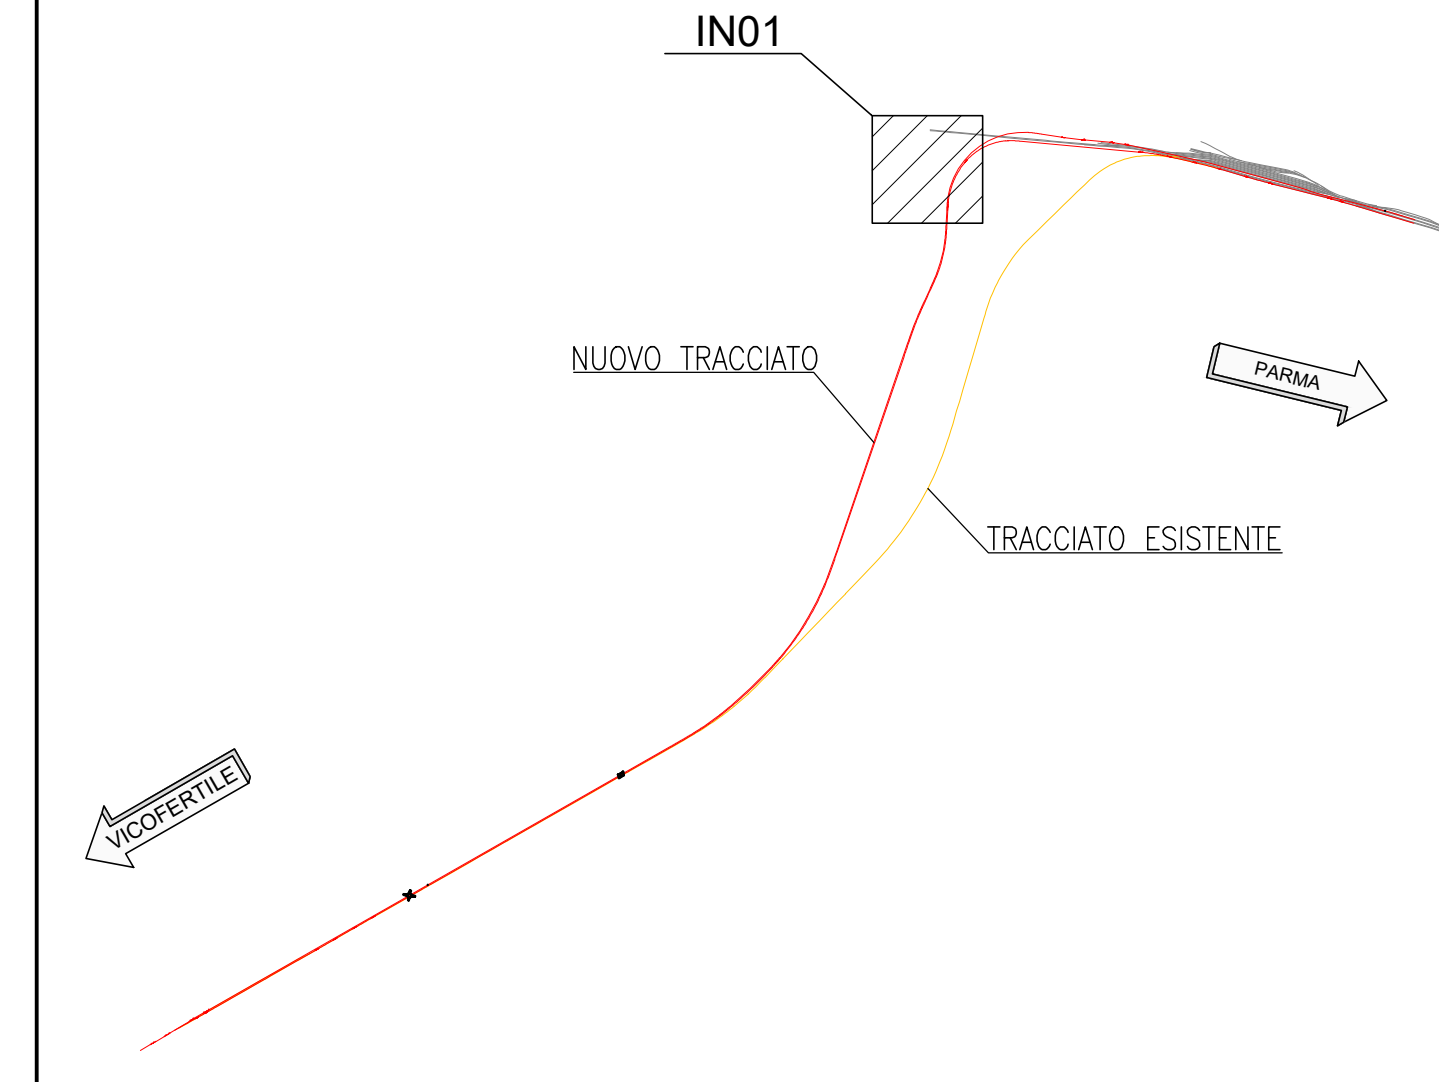 IN01
NUOVO TRACCIATO
PARMA
TRACCIATO ESISTENTE
VICOFERTILE